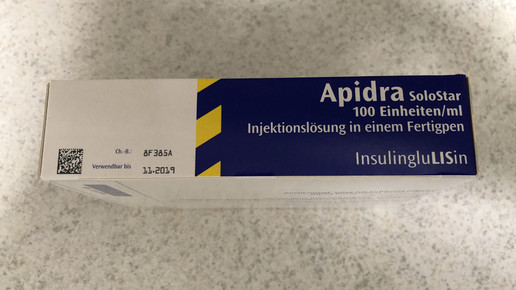 Apidra SoloStar
100 Einheiten/ml
Injektionslösung in einem Fertigpen
InsulingluLISin
Ch.-B.: 8F385A
Verwendbar bis 11.2019